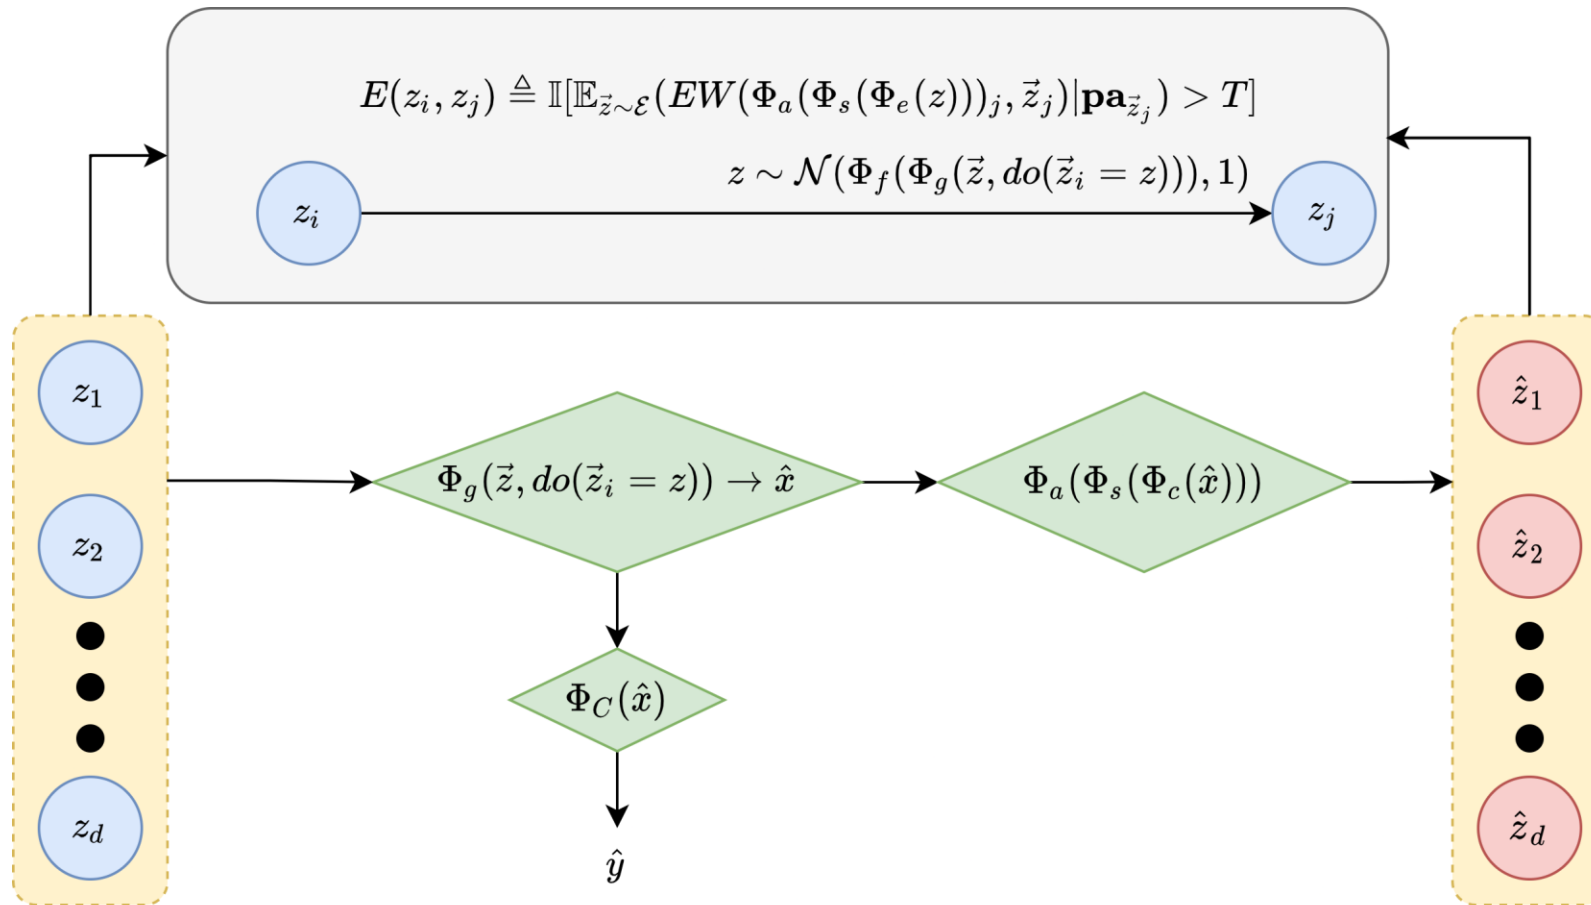 E(z_i, z_j) ≜ 𝕀[𝔼_{z⃗∼ℰ}(EW(Φ_a(Φ_s(Φ_e(z)))_j, z⃗_j)|pa_{z⃗_j}) > T]
z ∼ 𝒩(Φ_f(Φ_g(z⃗, do(z⃗_i = z))), 1)
z_i
z_j
z_1
ẑ_1
Φ_g(z⃗, do(z⃗_i = z)) → x̂
Φ_a(Φ_s(Φ_c(x̂)))
z_2
ẑ_2
Φ_C(x̂)
z_d
ẑ_d
ŷ